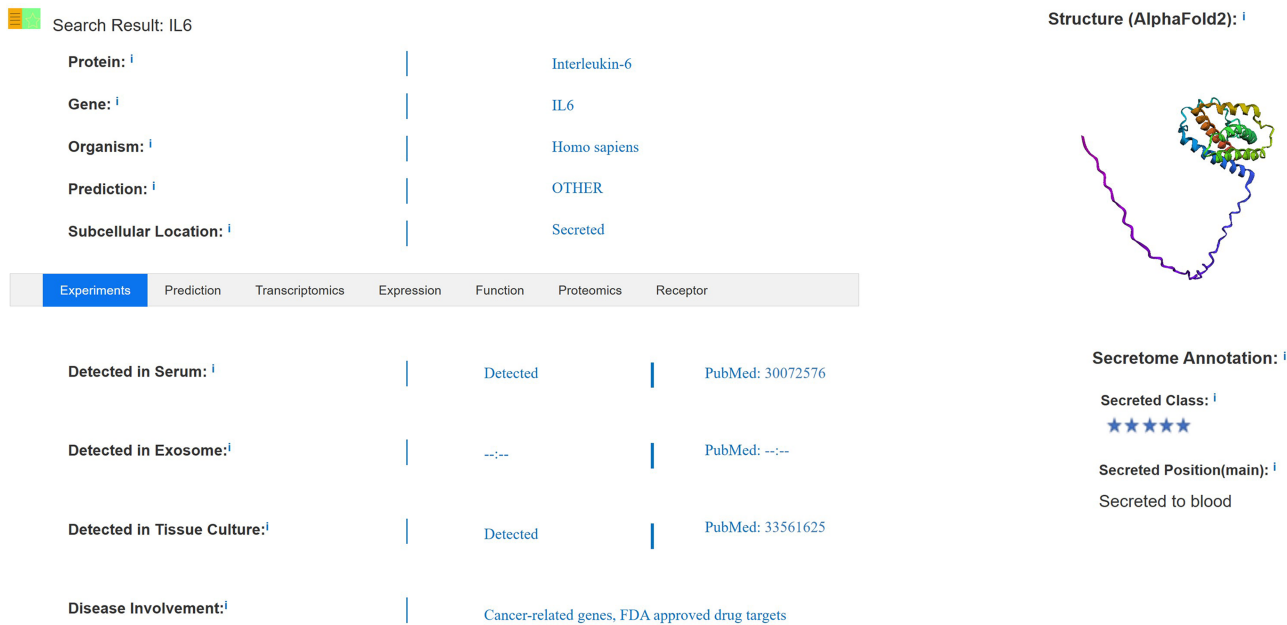 Search Result: IL6
Protein: i Interleukin-6
Gene: i IL6
Organism: i Homo sapiens
Prediction: i OTHER
Subcellular Location: i Secreted
Experiments Prediction Transcriptomics Expression Function Proteomics Receptor
Detected in Serum: i Detected PubMed: 30072576
Detected in Exosome:i --:-- PubMed: --:--
Detected in Tissue Culture:i Detected PubMed: 33561625
Disease Involvement:i Cancer-related genes, FDA approved drug targets
Structure (AlphaFold2): i
Secretome Annotation: i
Secreted Class: i
★★★★★
Secreted Position(main): i
Secreted to blood